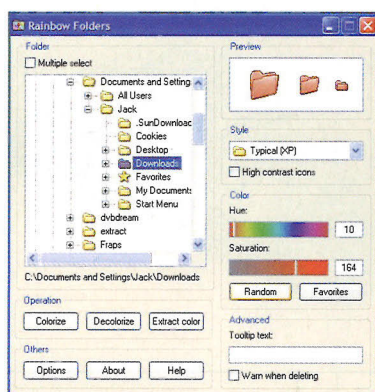 Rainbow Folders
Folder
Multiple select
Documents and Setting
All Users
Jack
.SunDownloac
Cookies
Desktop
Downloads
Favorites
My Documents
Start Menu
dvbdream
extract
Fraps
C:\Documents and Settings\Jack\Downloads
Operation
Colorize
Decolorize
Extract color
Others
Options
About
Help
Preview
Style
Typical (XP)
High contrast icons
Color
Hue:
10
Saturation:
164
Random
Favorites
Advanced
Tooltip text:
Warn when deleting